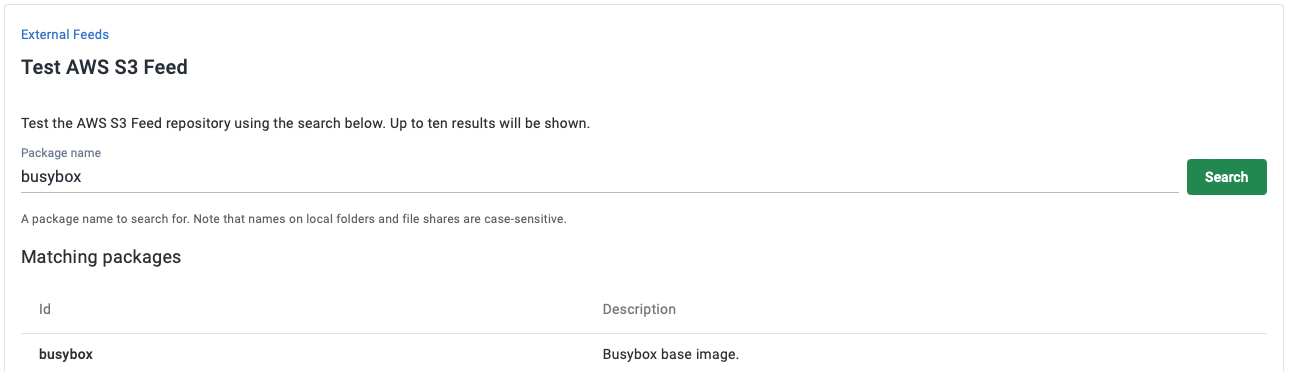 External Feeds
Test AWS S3 Feed
Test the AWS S3 Feed repository using the search below. Up to ten results will be shown.
Package name
busybox
Search
A package name to search for. Note that names on local folders and file shares are case-sensitive.
Matching packages
Id Description
busybox Busybox base image.